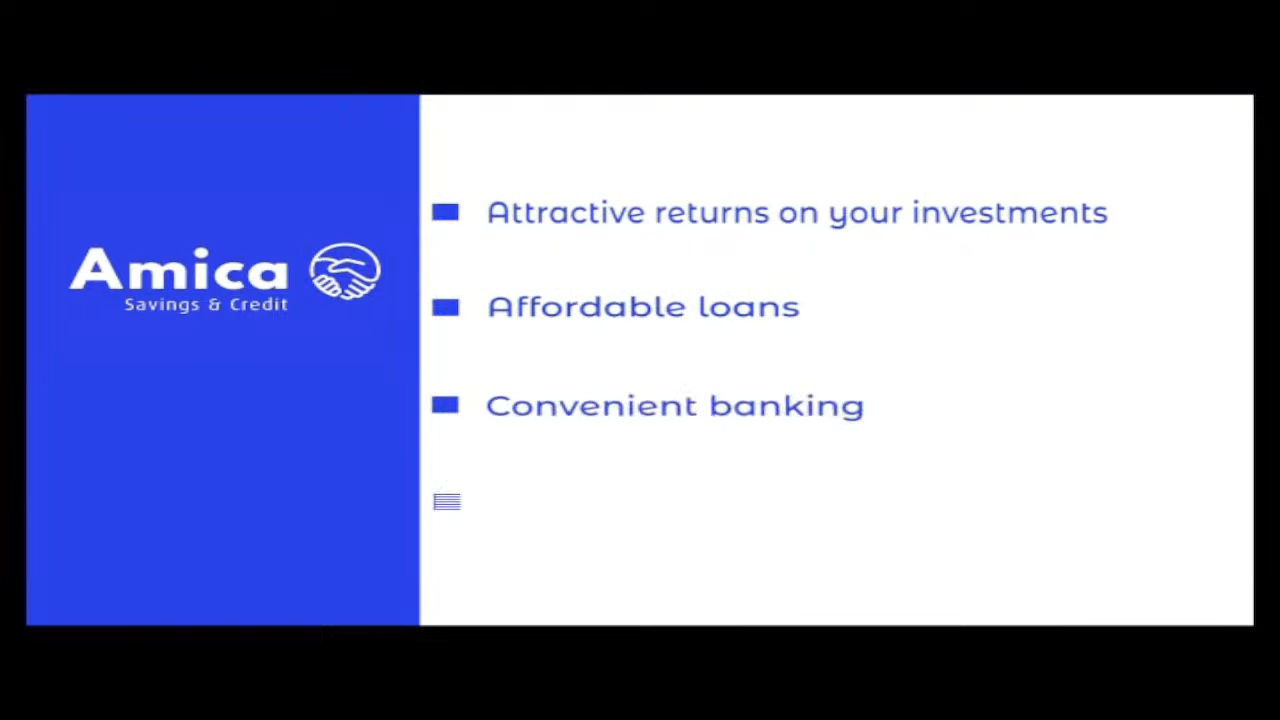 Amica
Savings & Credit
Attractive returns on your investments
Affordable loans
Convenient banking